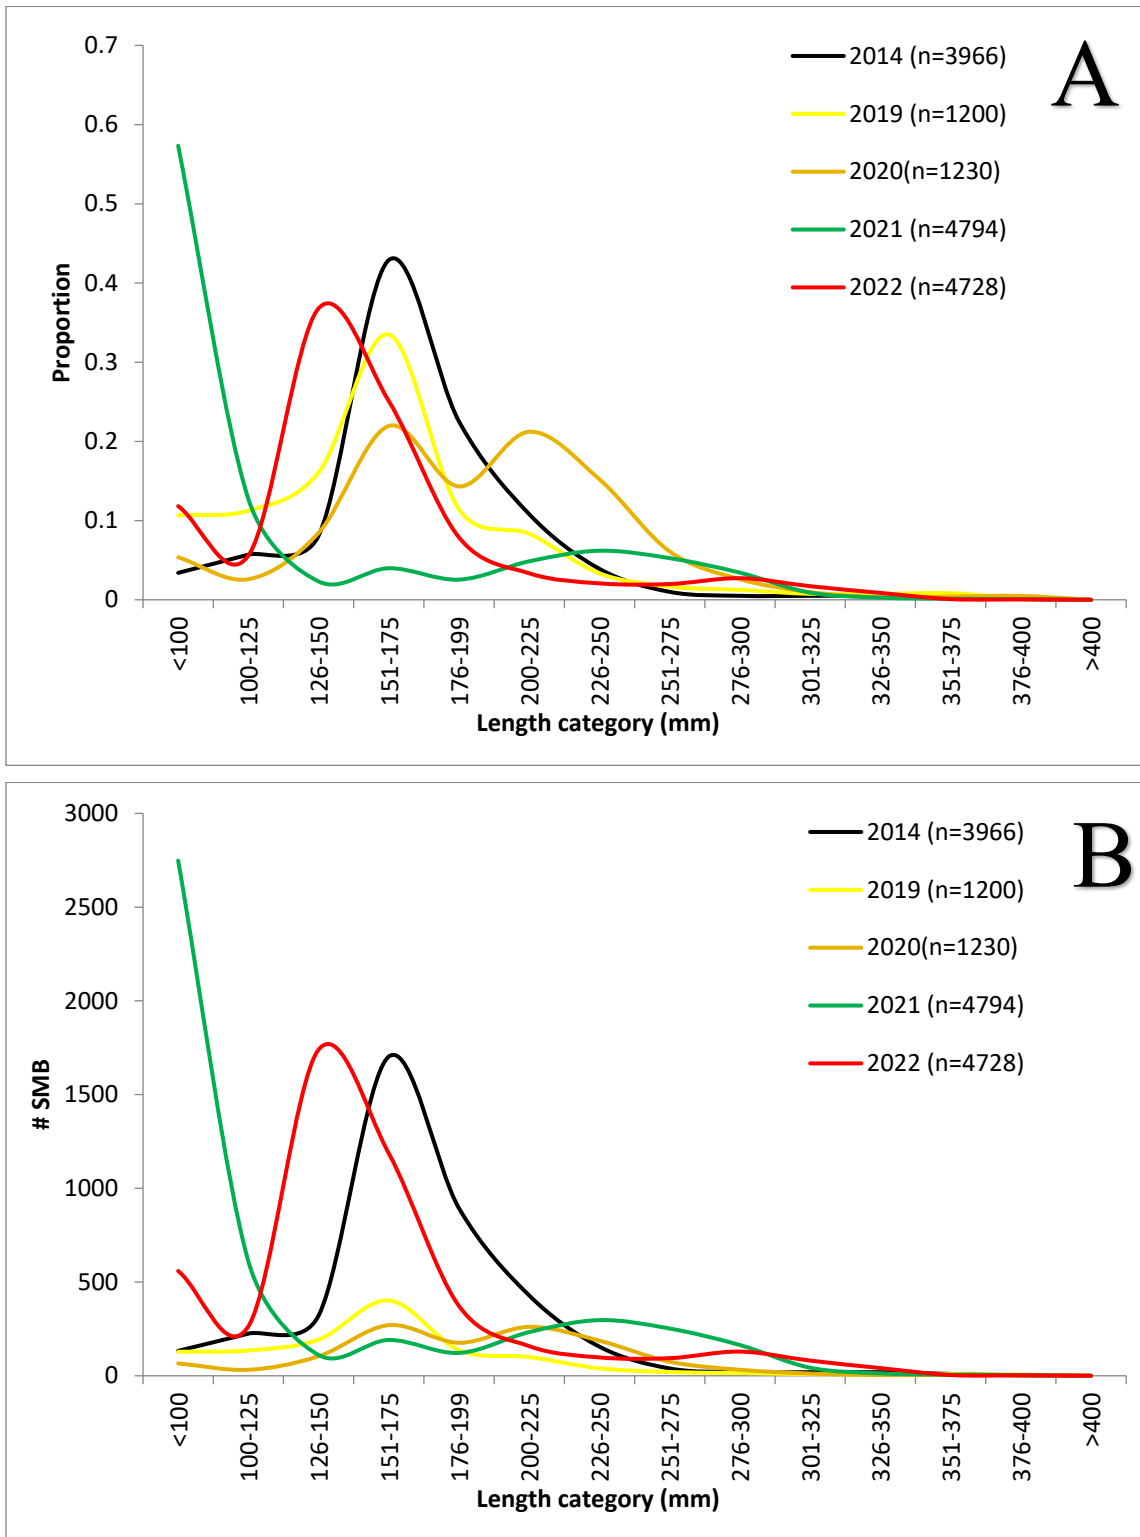 A
0.7
0.6
0.5
0.4
0.3
0.2
0.1
0
Proportion
2014 (n=3966)
2019 (n=1200)
2020(n=1230)
2021 (n=4794)
2022 (n=4728)
<100
100-125
126-150
151-175
176-199
200-225
226-250
251-275
276-300
301-325
326-350
351-375
376-400
>400
Length category (mm)
B
3000
2500
2000
1500
1000
500
0
# SMB
2014 (n=3966)
2019 (n=1200)
2020(n=1230)
2021 (n=4794)
2022 (n=4728)
<100
100-125
126-150
151-175
176-199
200-225
226-250
251-275
276-300
301-325
326-350
351-375
376-400
>400
Length category (mm)